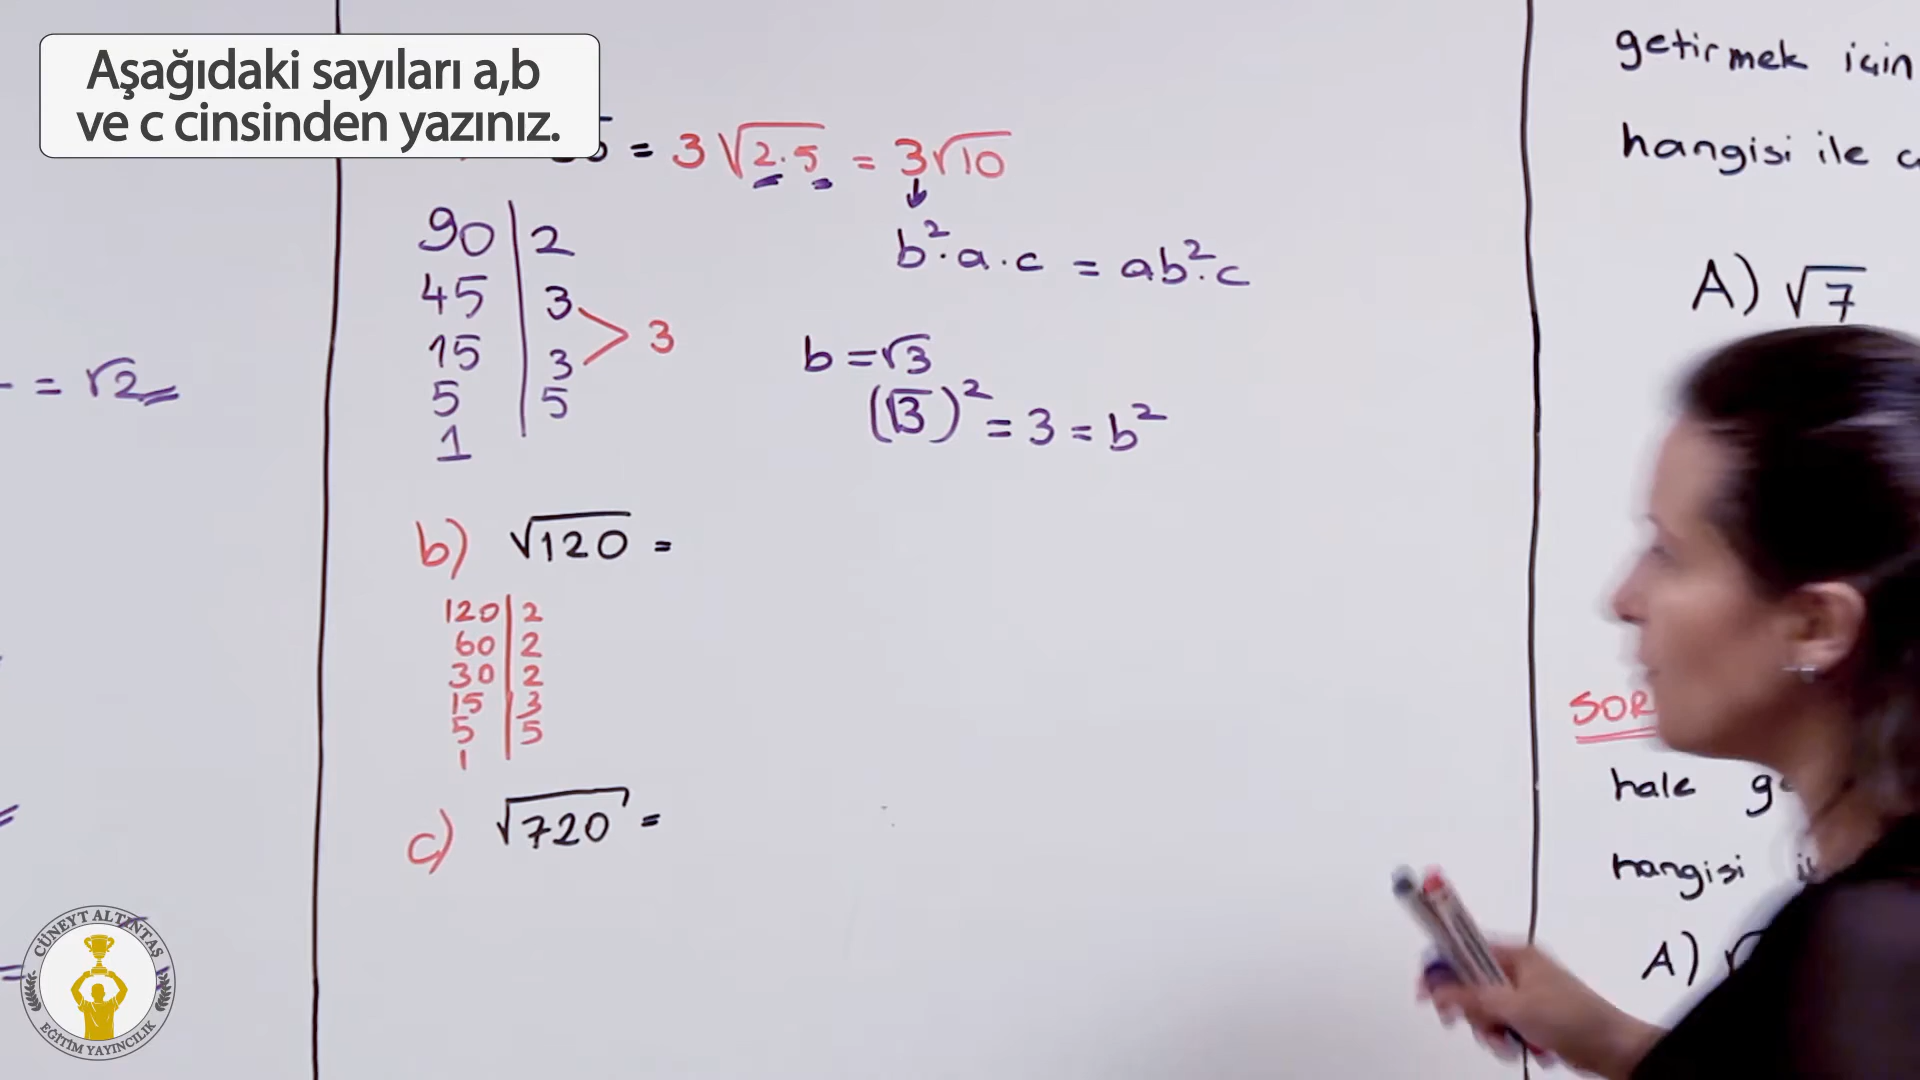 Aşağıdaki sayıları a,b
ve c cinsinden yazınız.
= 3√2.5 = 3√10
b².a.c = ab².c
90 | 2
45 | 3
15 | 3 > 3
5 | 5
1
b = √3
(√3)² = 3 = b²
= √2
b) √120 =
120 | 2
60 | 2
30 | 2
15 | 3
5 | 5
1
c) √720 =
getirmek için
hangisi ile
A) √7
hale
hangisi
A)
CÜNEYT ALTINTAŞ
EĞİTİM YAYINCILIK